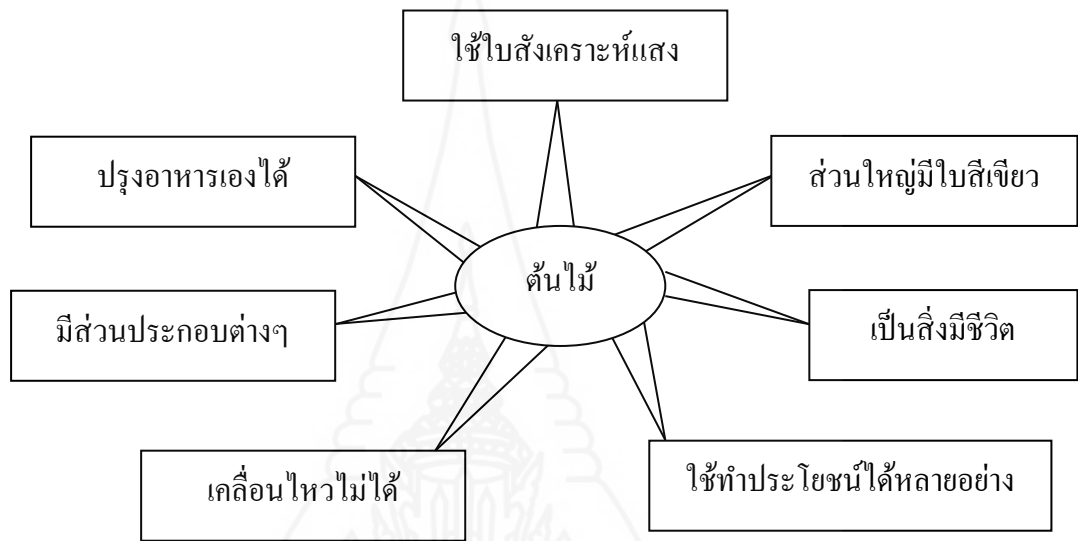 ใช้ใบสังเคราะห์แสง
ปรุงอาหารเองได้
ส่วนใหญ่มีใบสีเขียว
ต้นไม้
มีส่วนประกอบต่างๆ
เป็นสิ่งมีชีวิต
เคลื่อนไหวไม่ได้
ใช้ทำประโยชน์ได้หลายอย่าง